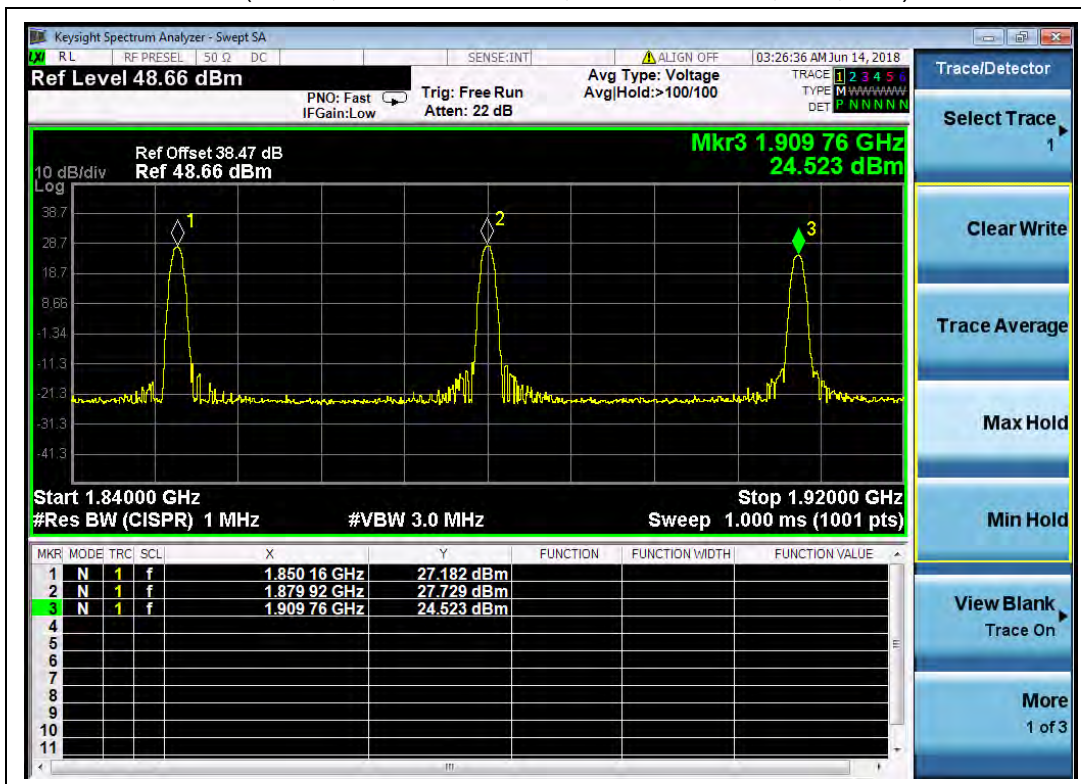 Keysight Spectrum Analyzer - Swept SA
LXI RL RF PRESEL 50 Ω DC SENSE:INT ALIGN OFF 03:26:36 AM Jun 14, 2018
Ref Level 48.66 dBm
PNO: Fast
IFGain:Low
Trig: Free Run
Atten: 22 dB
Avg Type: Voltage
Avg|Hold:>100/100
TRACE 1 2 3 4 5 6
TYPE M WWWWW
DET P N N N N N
Mkr3 1.909 76 GHz
24.523 dBm
Ref Offset 38.47 dB
10 dB/div Ref 48.66 dBm
Log
38.7
28.7
18.7
8.66
-1.34
-11.3
-21.3
-31.3
-41.3
1
2
3
Start 1.84000 GHz Stop 1.92000 GHz
#Res BW (CISPR) 1 MHz #VBW 3.0 MHz Sweep 1.000 ms (1001 pts)
MKR MODE TRC SCL X Y FUNCTION FUNCTION WIDTH FUNCTION VALUE
1 N 1 f 1.850 16 GHz 27.182 dBm
2 N 1 f 1.879 92 GHz 27.729 dBm
3 N 1 f 1.909 76 GHz 24.523 dBm
4
5
6
7
8
9
10
11
Trace/Detector
Select Trace
1
Clear Write
Trace Average
Max Hold
Min Hold
View Blank
Trace On
More
1 of 3